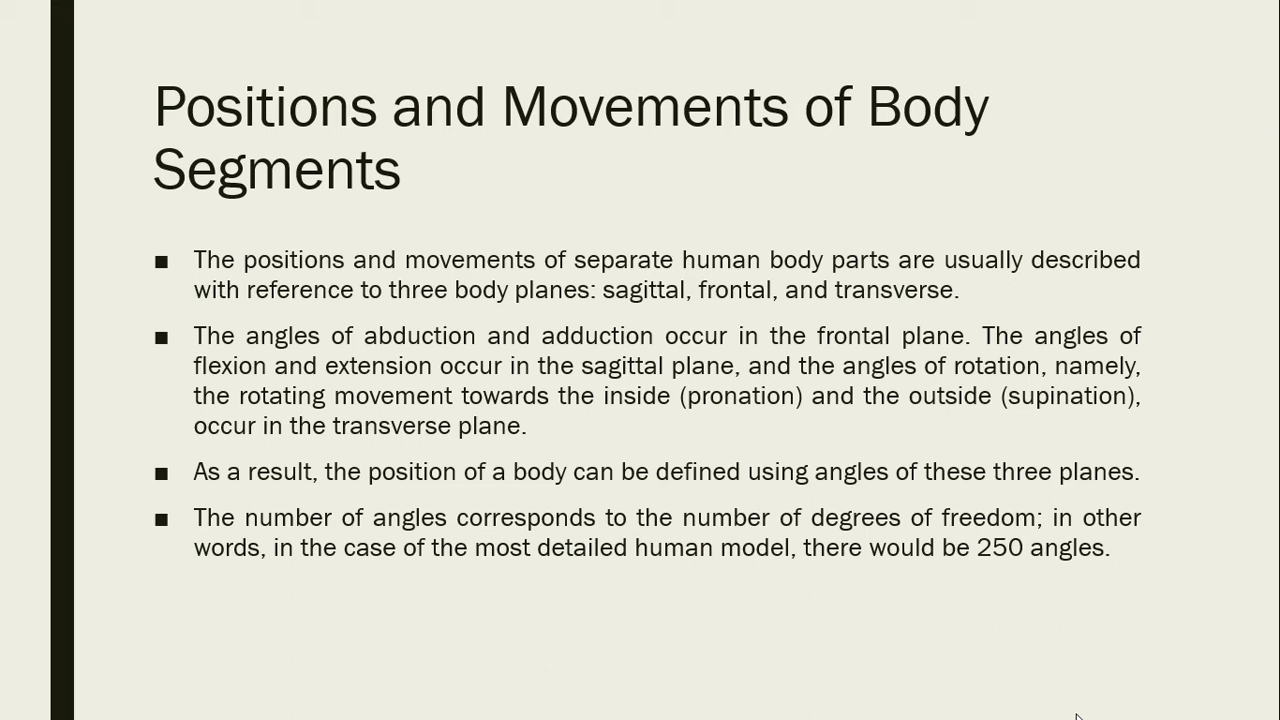 Positions and Movements of Body
Segments
■ The positions and movements of separate human body parts are usually described
with reference to three body planes: sagittal, frontal, and transverse.
■ The angles of abduction and adduction occur in the frontal plane. The angles of
flexion and extension occur in the sagittal plane, and the angles of rotation, namely,
the rotating movement towards the inside (pronation) and the outside (supination),
occur in the transverse plane.
■ As a result, the position of a body can be defined using angles of these three planes.
■ The number of angles corresponds to the number of degrees of freedom; in other
words, in the case of the most detailed human model, there would be 250 angles.